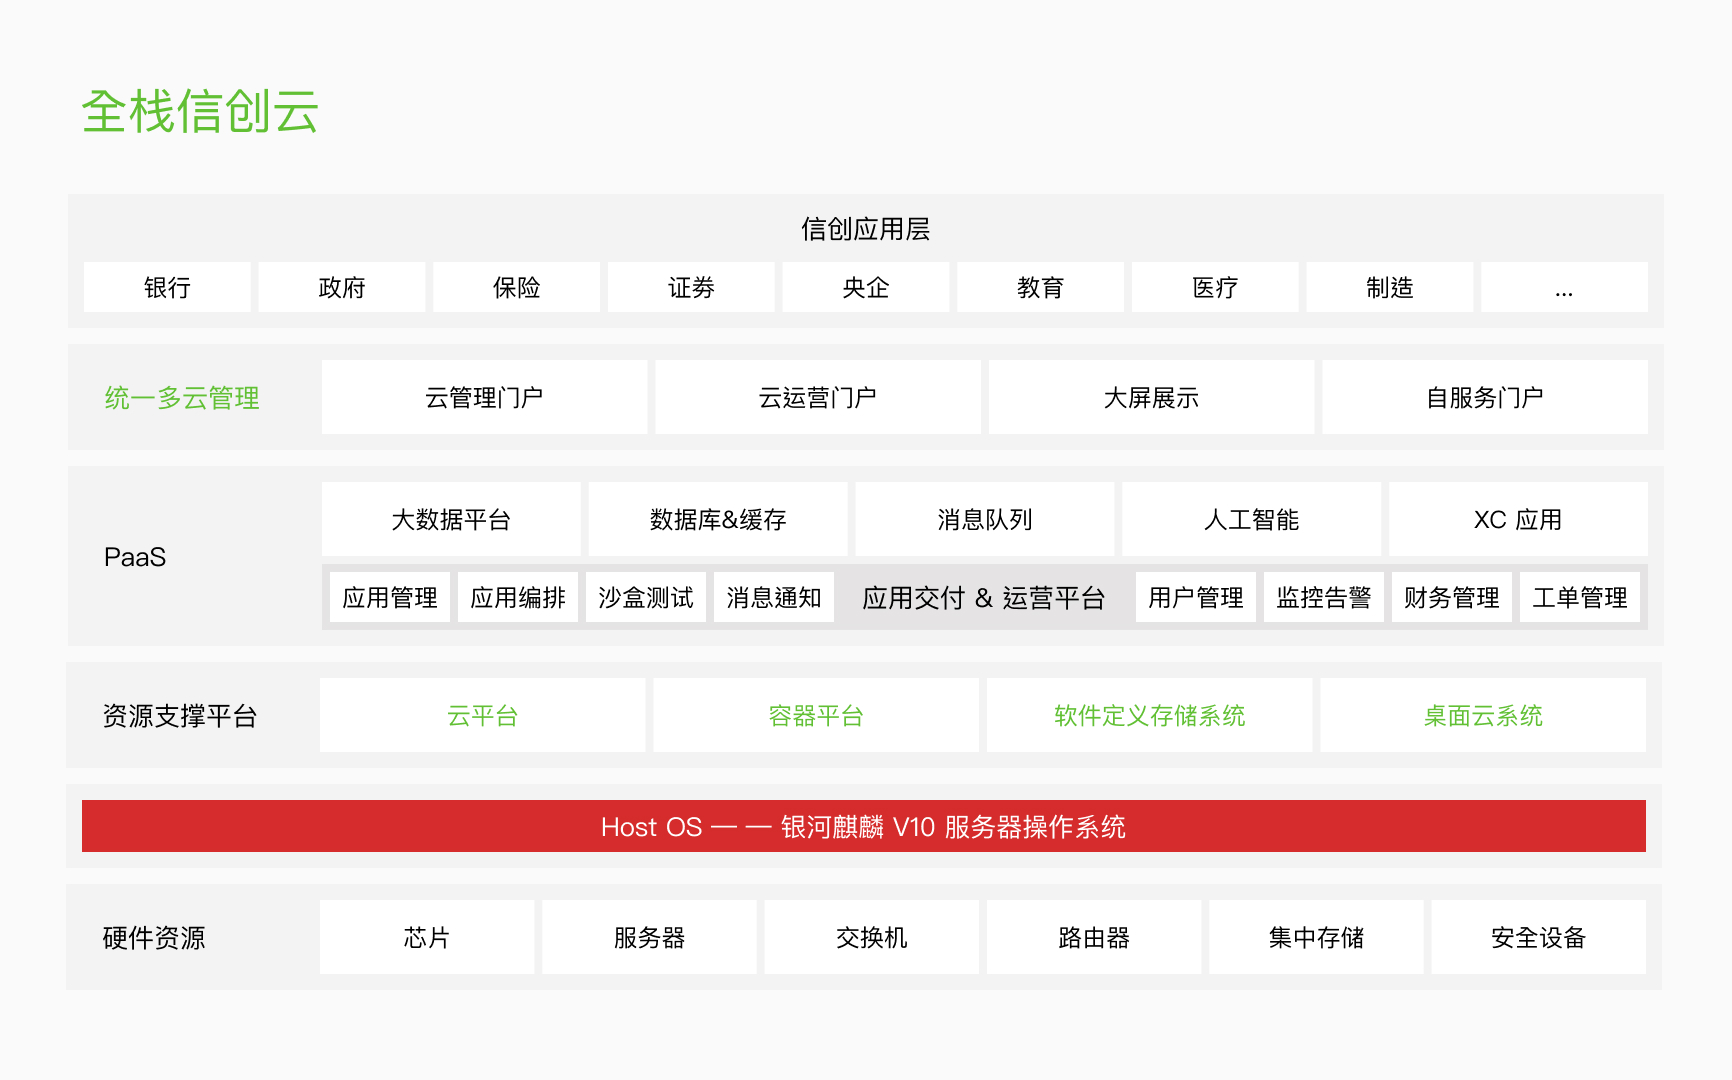 全栈信创云
信创应用层
银行 政府 保险 证券 央企 教育 医疗 制造 ...
统一多云管理 云管理门户 云运营门户 大屏展示 自服务门户
PaaS
大数据平台 数据库&缓存 消息队列 人工智能 XC 应用
应用管理 应用编排 沙盒测试 消息通知 应用交付 & 运营平台 用户管理 监控告警 财务管理 工单管理
资源支撑平台 云平台 容器平台 软件定义存储系统 桌面云系统
Host OS — — 银河麒麟 V10 服务器操作系统
硬件资源 芯片 服务器 交换机 路由器 集中存储 安全设备